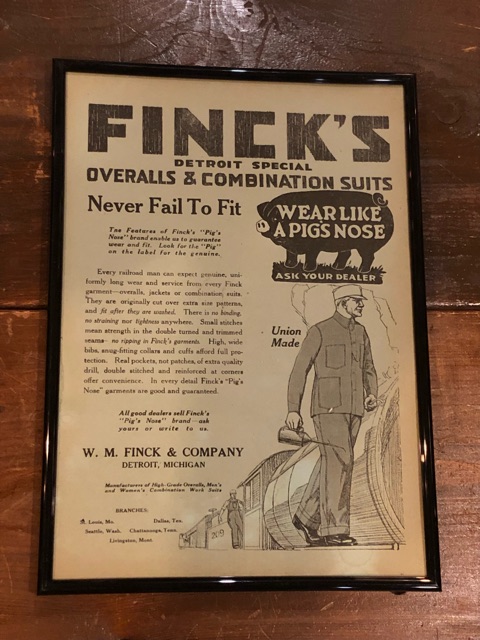 FINCK'S
DETROIT SPECIAL
OVERALLS & COMBINATION SUITS
Never Fail To Fit
The Features of Finck's "Pig's
Nose" brand enable us to guarantee
wear and fit. Look for the "Pig"
on the label for the genuine.
WEAR LIKE
A PIG'S NOSE
ASK YOUR DEALER
Every railroad man can expect genuine, uni-
formly long wear and service from every Finck
garment—overalls, jackets or combination suits.
They are originally cut over extra size patterns,
and fit after they are washed. There is no binding,
no straining nor tightness anywhere. Small stitches
mean strength in the double turned and trimmed
seams—no ripping in Finck's garments. High, wide
bibs, snug-fitting collars and cuffs afford full pro-
tection. Real pockets, not patches, of extra quality
drill, double stitched and reinforced at corners
offer convenience. In every detail Finck's "Pig's
Nose" garments are good and guaranteed.
Union
Made
All good dealers sell Finck's
"Pig's Nose" brand—ask
yours or write to us.
W. M. FINCK & COMPANY
DETROIT, MICHIGAN
Manufacturers of High-Grade Overalls, Men's
and Women's Combination Work Suits
BRANCHES:
St. Louis, Mo. Dallas, Tex.
Seattle, Wash. Chattanooga, Tenn.
Livingston, Mont.
209